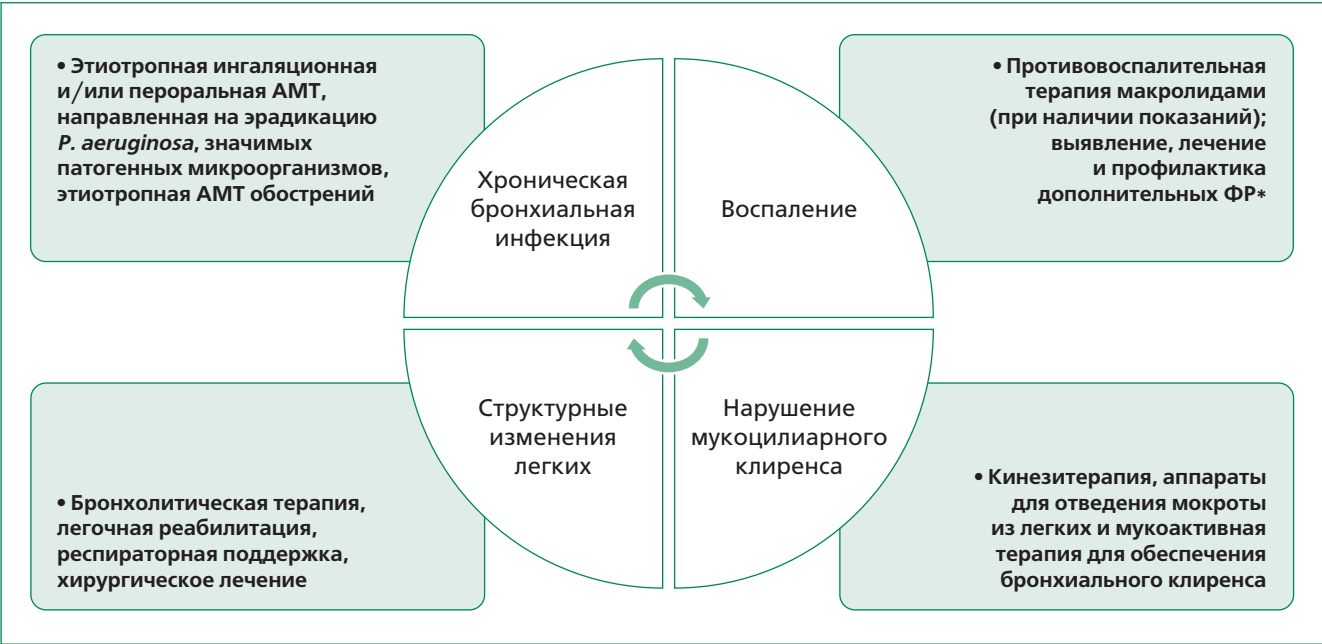 • Этиотропная ингаляционная
и/или пероральная АМТ,
направленная на эрадикацию
P. aeruginosa, значимых
патогенных микроорганизмов,
этиотропная АМТ обострений
Хроническая
бронхиальная
инфекция
Воспаление
• Противовоспалительная
терапия макролидами
(при наличии показаний);
выявление, лечение
и профилактика
дополнительных ФР*
• Бронхолитическая терапия,
легочная реабилитация,
респираторная поддержка,
хирургическое лечение
Структурные
изменения
легких
Нарушение
мукоцилиарного
клиренса
• Кинезитерапия, аппараты
для отведения мокроты
из легких и мукоактивная
терапия для обеспечения
бронхиального клиренса